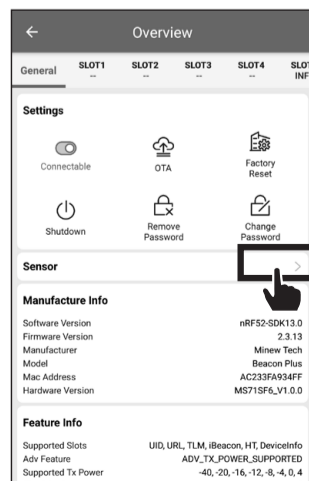 Overview
General SLOT1 SLOT2 SLOT3 SLOT4 SLOT
-- -- -- -- INF
Settings
Connectable OTA Factory
Reset
Shutdown Remove Change
Password Password
Sensor
Manufacture Info
Software Version nRF52-SDK13.0
Firmware Version 2.3.13
Manufacturer Minew Tech
Model Beacon Plus
Mac Address AC233FA934FF
Hardware Version MS71SF6_V1.0.0
Feature Info
Supported Slots UID, URL, TLM, iBeacon, HT, DeviceInfo
Adv Feature ADV_TX_POWER_SUPPORTED
Supported Tx Power -40, -20, -16, -12, -8, -4, 0, 4